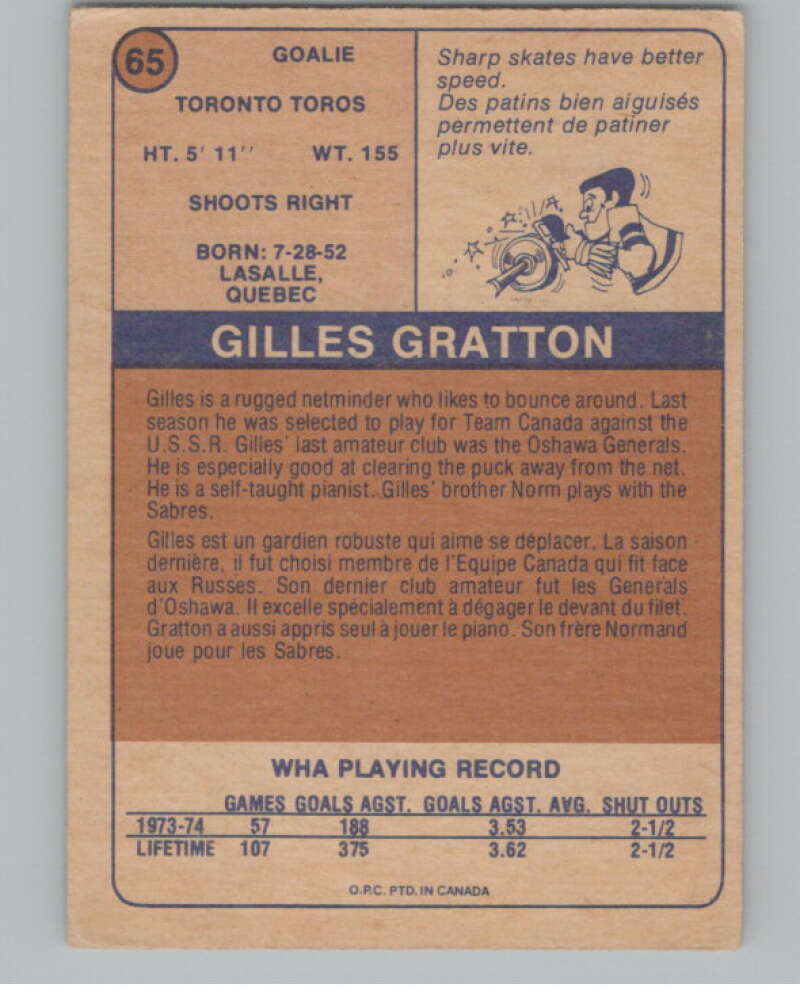 65
GOALIE
TORONTO TOROS
HT. 5' 11'' WT. 155
SHOOTS RIGHT
BORN: 7-28-52
LASALLE,
QUEBEC
Sharp skates have better
speed.
Des patins bien aiguisés
permettent de patiner
plus vite.
GILLES GRATTON
Gilles is a rugged netminder who likes to bounce around. Last
season he was selected to play for Team Canada against the
U.S.S.R. Gilles' last amateur club was the Oshawa Generals.
He is especially good at clearing the puck away from the net.
He is a self-taught pianist. Gilles' brother Norm plays with the
Sabres.
Gilles est un gardien robuste qui aime se déplacer. La saison
dernière, il fut choisi membre de l'Equipe Canada qui fit face
aux Russes. Son dernier club amateur fut les Generals
d'Oshawa. Il excelle spécialement à dégager le devant du filet.
Gratton a aussi appris seul à jouer le piano. Son frère Normand
joue pour les Sabres.
WHA PLAYING RECORD
GAMES GOALS AGST. GOALS AGST. AVG. SHUT OUTS
1973-74 57 188 3.53 2-1/2
LIFETIME 107 375 3.62 2-1/2
O.P.C. PTD. IN CANADA